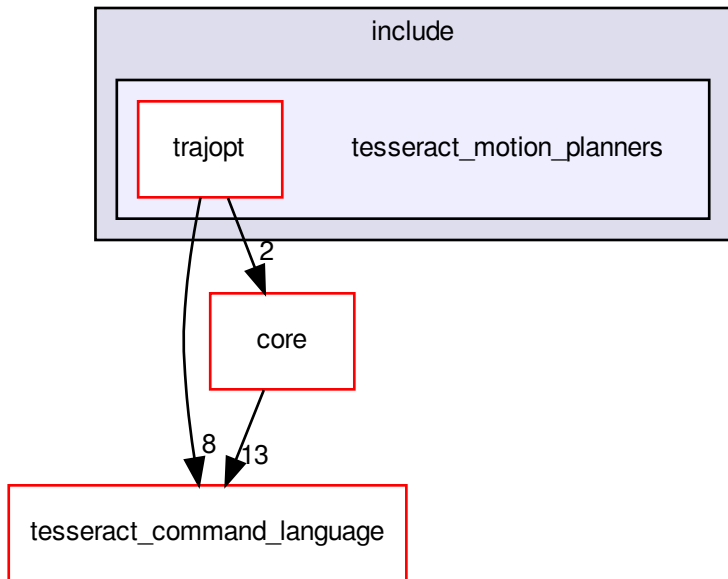 include
trajopt
tesseract_motion_planners
2
core
8
13
tesseract_command_language